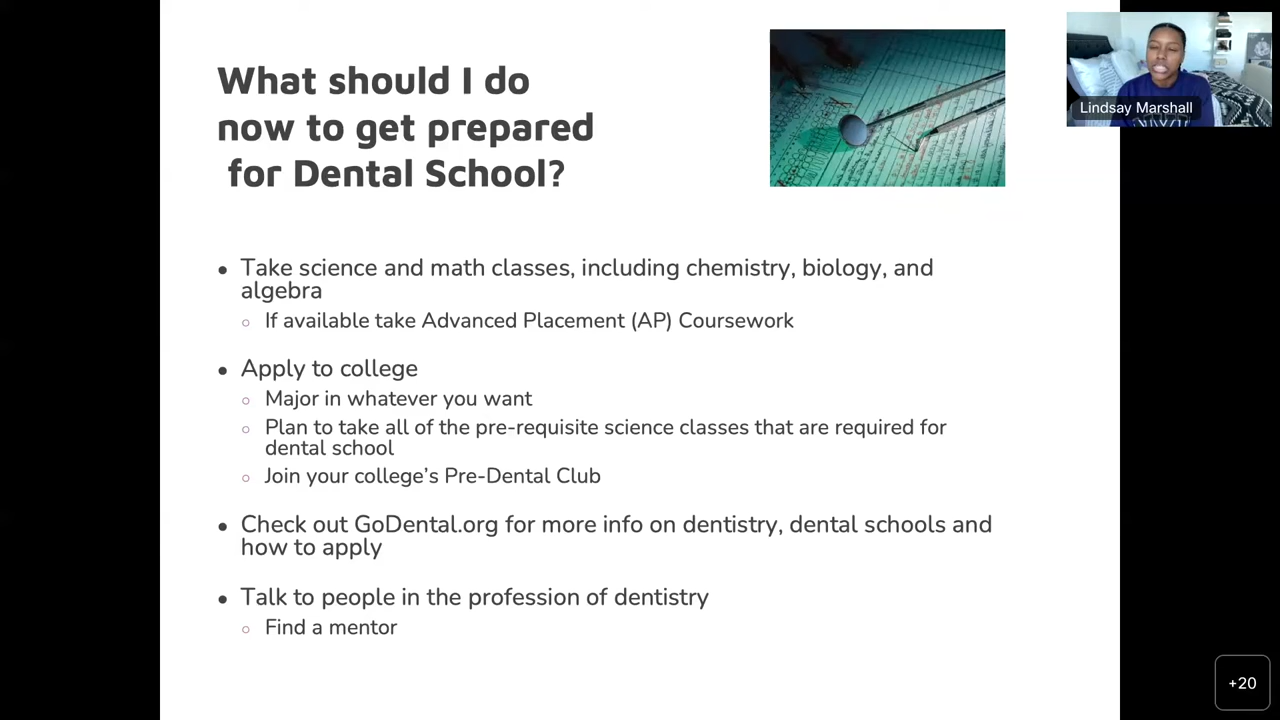 What should I do
now to get prepared
for Dental School?
Lindsay Marshall
● Take science and math classes, including chemistry, biology, and
algebra
○ If available take Advanced Placement (AP) Coursework
● Apply to college
○ Major in whatever you want
○ Plan to take all of the pre-requisite science classes that are required for
dental school
○ Join your college’s Pre-Dental Club
● Check out GoDental.org for more info on dentistry, dental schools and
how to apply
● Talk to people in the profession of dentistry
○ Find a mentor
+20